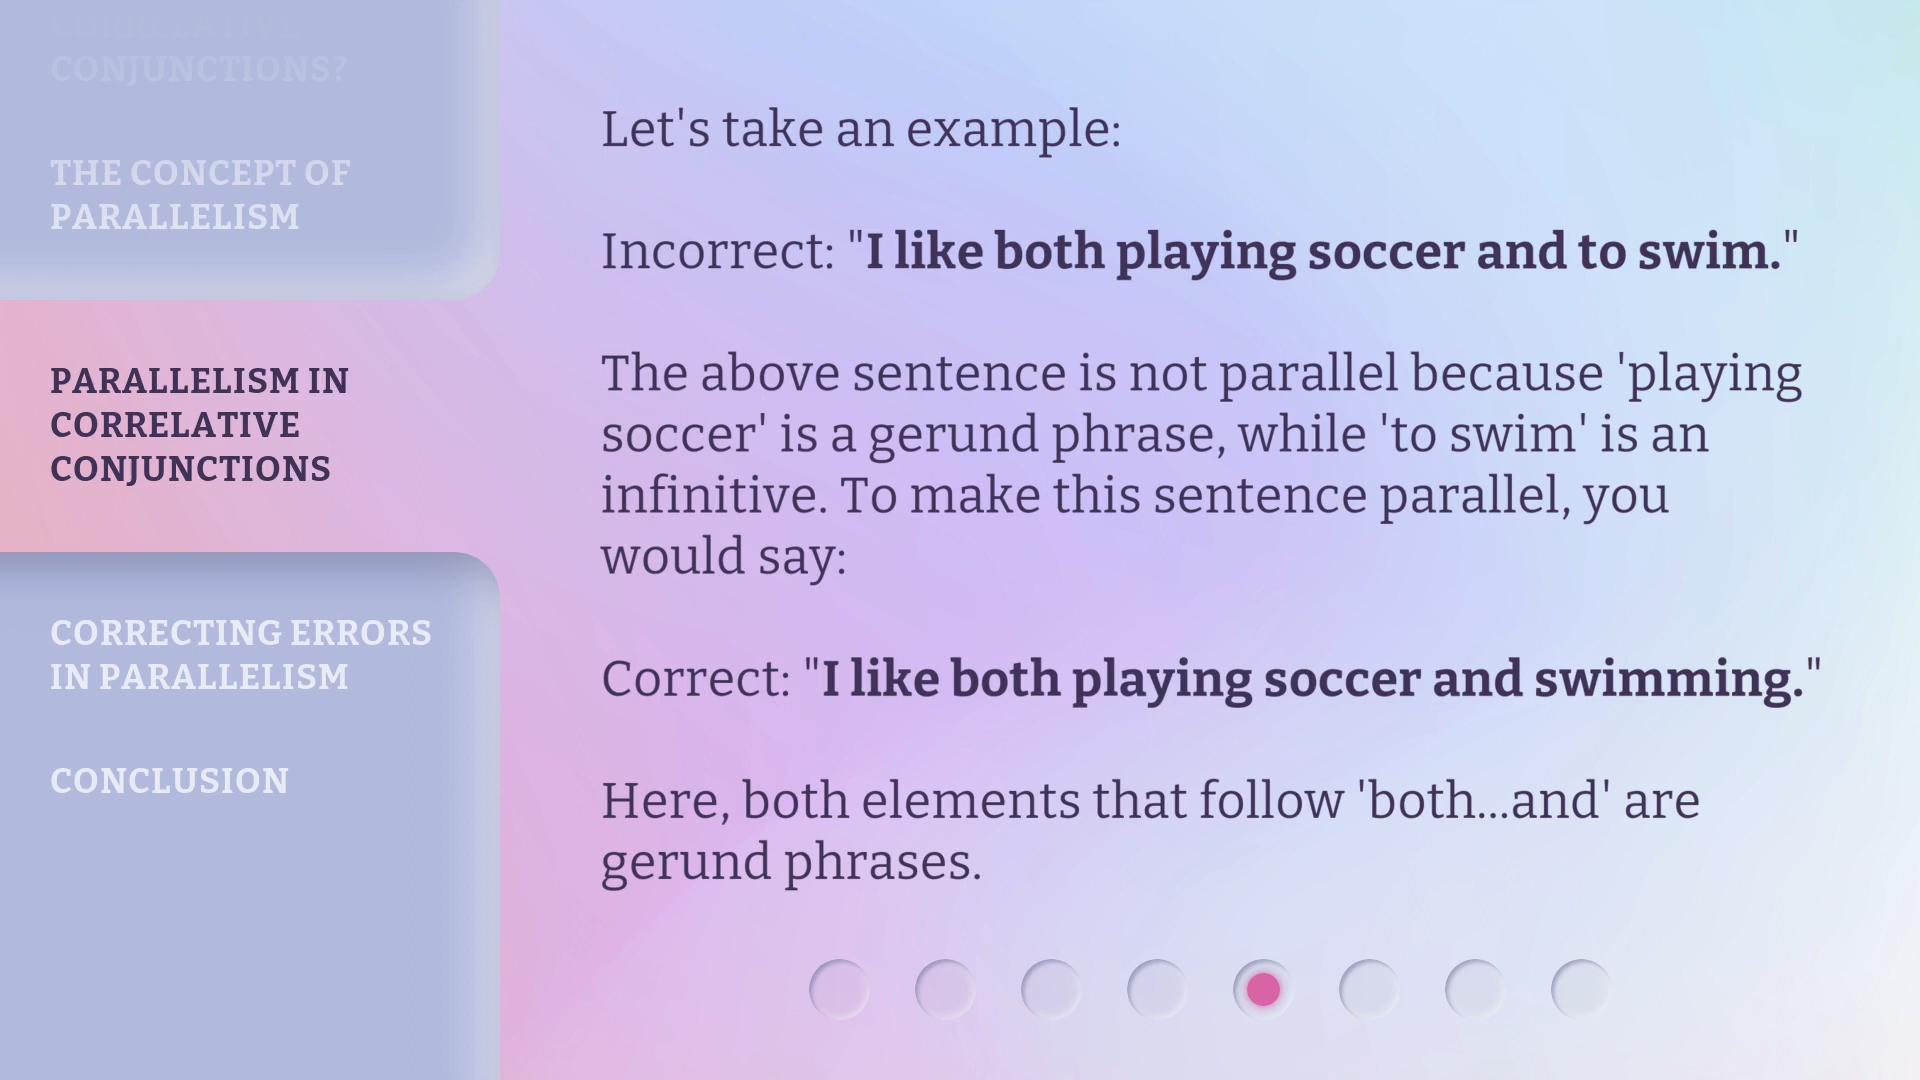 CORRELATIVE
CONJUNCTIONS?
THE CONCEPT OF
PARALLELISM
PARALLELISM IN
CORRELATIVE
CONJUNCTIONS
CORRECTING ERRORS
IN PARALLELISM
CONCLUSION
Let's take an example:
Incorrect: "I like both playing soccer and to swim."
The above sentence is not parallel because 'playing
soccer' is a gerund phrase, while 'to swim' is an
infinitive. To make this sentence parallel, you
would say:
Correct: "I like both playing soccer and swimming."
Here, both elements that follow 'both...and' are
gerund phrases.